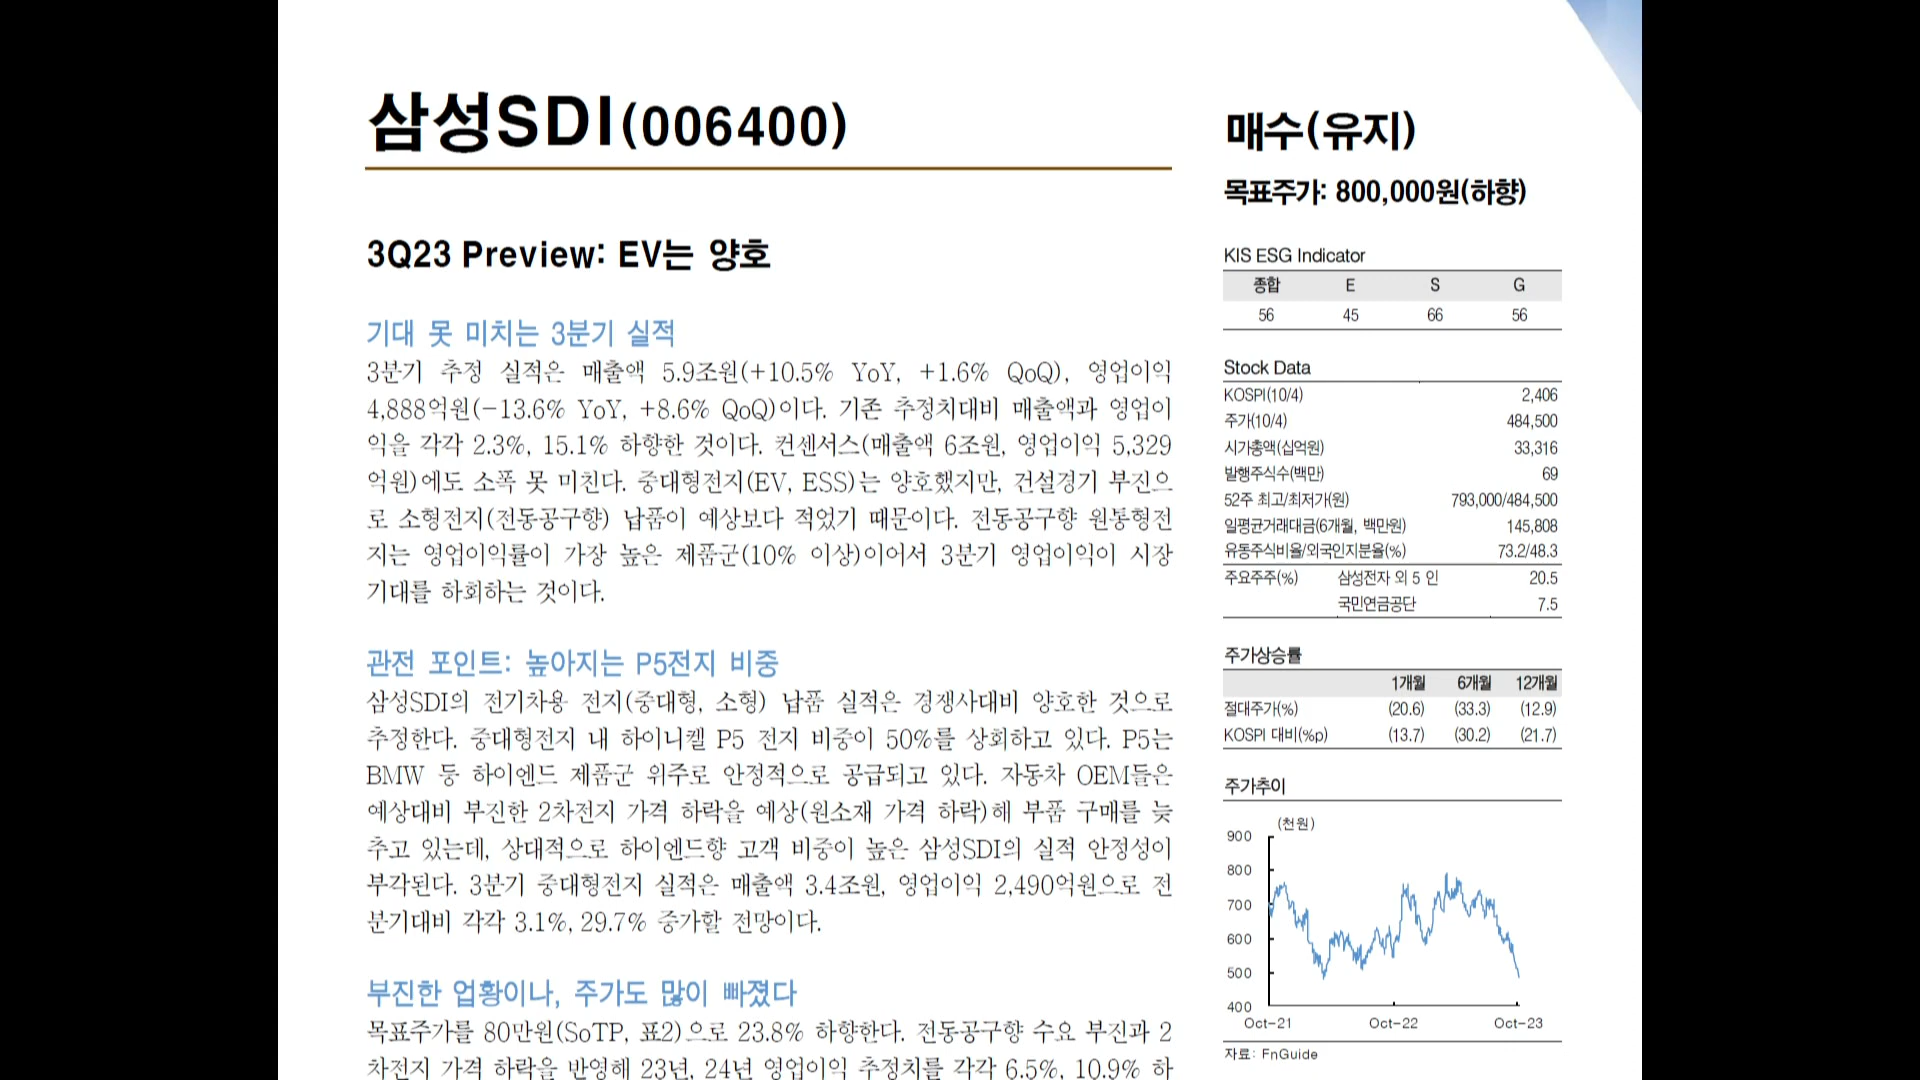 삼성SDI(006400)
3Q23 Preview: EV는 양호
기대 못 미치는 3분기 실적
3분기 추정 실적은 매출액 5.9조원(+10.5% YoY, +1.6% QoQ), 영업이익
4,888억원(-13.6% YoY, +8.6% QoQ)이다. 기존 추정치대비 매출액과 영업이
익을 각각 2.3%, 15.1% 하향한 것이다. 컨센서스(매출액 6조원, 영업이익 5,329
억원)에도 소폭 못 미친다. 중대형전지(EV, ESS)는 양호했지만, 건설경기 부진으
로 소형전지(전동공구향) 납품이 예상보다 적었기 때문이다. 전동공구향 원통형전
지는 영업이익률이 가장 높은 제품군(10% 이상)이어서 3분기 영업이익이 시장
기대를 하회하는 것이다.
관전 포인트: 높아지는 P5전지 비중
삼성SDI의 전기차용 전지(중대형, 소형) 납품 실적은 경쟁사대비 양호한 것으로
추정한다. 중대형전지 내 하이니켈 P5 전지 비중이 50%를 상회하고 있다. P5는
BMW 등 하이엔드 제품군 위주로 안정적으로 공급되고 있다. 자동차 OEM들은
예상대비 부진한 2차전지 가격 하락을 예상(원소재 가격 하락)해 부품 구매를 늦
추고 있는데, 상대적으로 하이엔드향 고객 비중이 높은 삼성SDI의 실적 안정성이
부각된다. 3분기 중대형전지 실적은 매출액 3.4조원, 영업이익 2,490억원으로 전
분기대비 각각 3.1%, 29.7% 증가할 전망이다.
부진한 업황이나, 주가도 많이 빠졌다
목표주가를 80만원(SoTP, 표2)으로 23.8% 하향한다. 전동공구향 수요 부진과 2
차전지 가격 하락을 반영해 23년, 24년 영업이익 추정치를 각각 6.5%, 10.9% 하
매수(유지)
목표주가: 800,000원(하향)
KIS ESG Indicator
종합 E S G
56 45 66 56
Stock Data
KOSPI(10/4) 2,406
주가(10/4) 484,500
시가총액(십억원) 33,316
발행주식수(백만) 69
52주 최고/최저가(원) 793,000/484,500
일평균거래대금(6개월, 백만원) 145,808
유동주식비율/외국인지분율(%) 73.2/48.3
주요주주(%) 삼성전자 외 5 인 20.5
국민연금공단 7.5
주가상승률
1개월 6개월 12개월
절대주가(%) (20.6) (33.3) (12.9)
KOSPI 대비(%p) (13.7) (30.2) (21.7)
주가추이
(천원)
900
800
700
600
500
400
Oct-21 Oct-22 Oct-23
자료: FnGuide